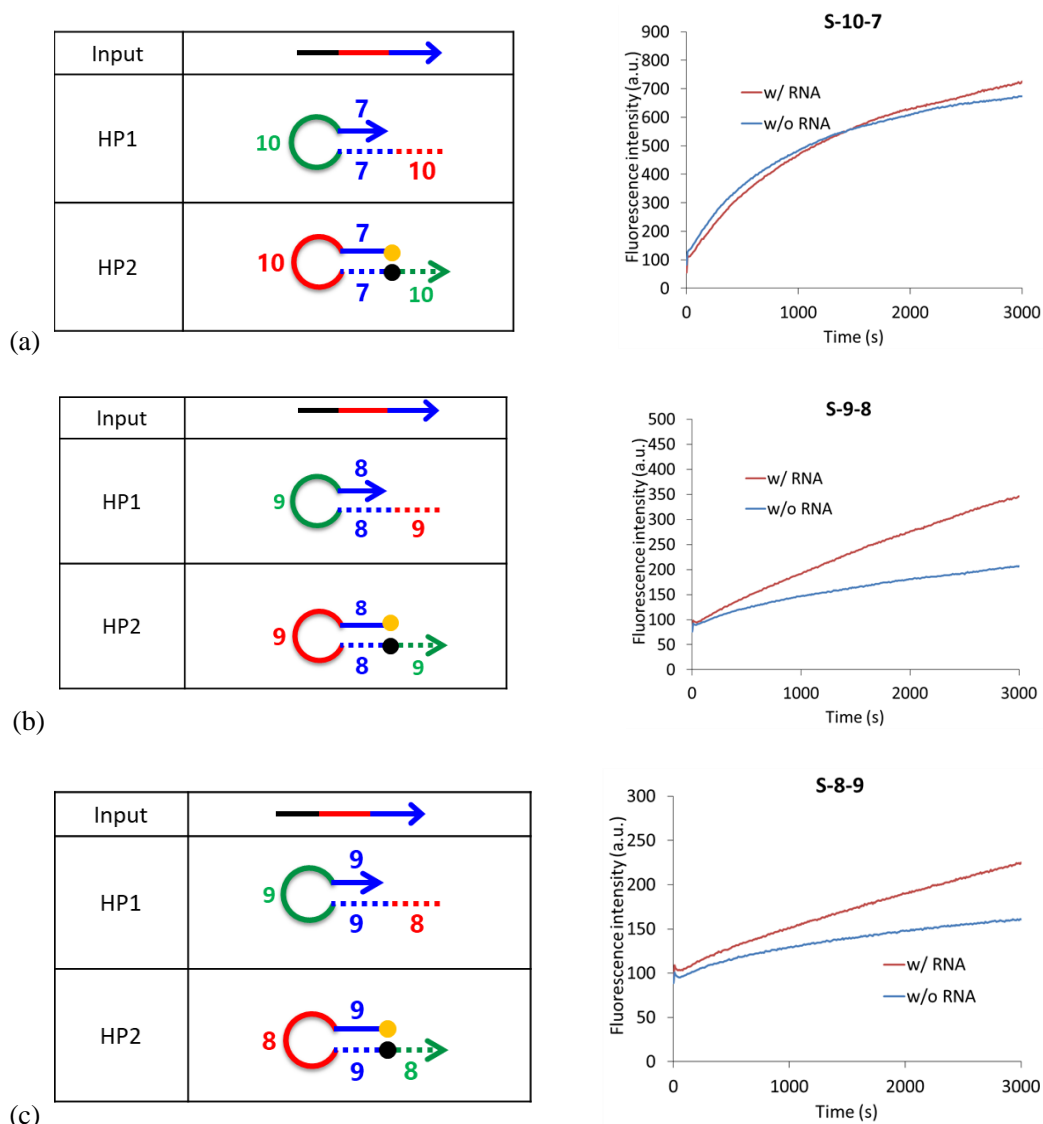 S-10-7
Input
HP1
7
10
7
10
HP2
7
10
7
10
(a)
Fluorescence intensity (a.u.)
900
800
700
600
500
400
300
200
100
0
w/ RNA
w/o RNA
0 1000 2000 3000
Time (s)
S-9-8
Input
HP1
8
9
8
9
HP2
8
9
8
9
(b)
Fluorescence intensity (a.u.)
500
450
400
350
300
250
200
150
100
50
0
w/ RNA
w/o RNA
0 1000 2000 3000
Time (s)
S-8-9
Input
HP1
9
9
9
8
HP2
9
8
9
8
(c)
Fluorescence intensity (a.u.)
300
250
200
150
100
50
0
w/ RNA
w/o RNA
0 1000 2000 3000
Time (s)